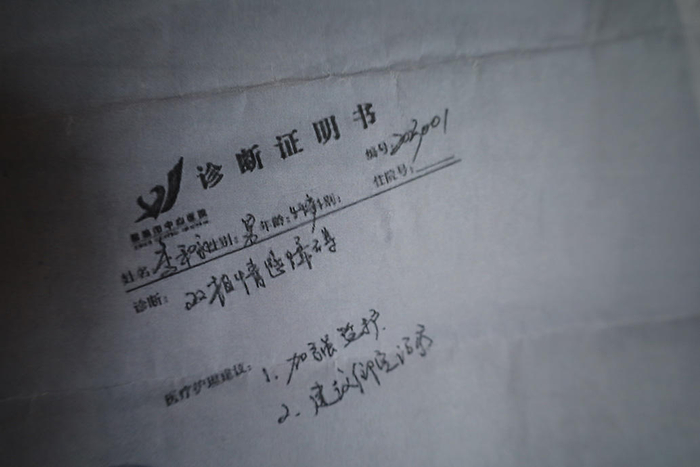 诊断证明书
编号：202001
住院号：
姓名：李 性别：男 年龄： 科别：
诊断：双相情感障碍
医疗护理建议：1. 加强监护.
2. 建议住院治疗